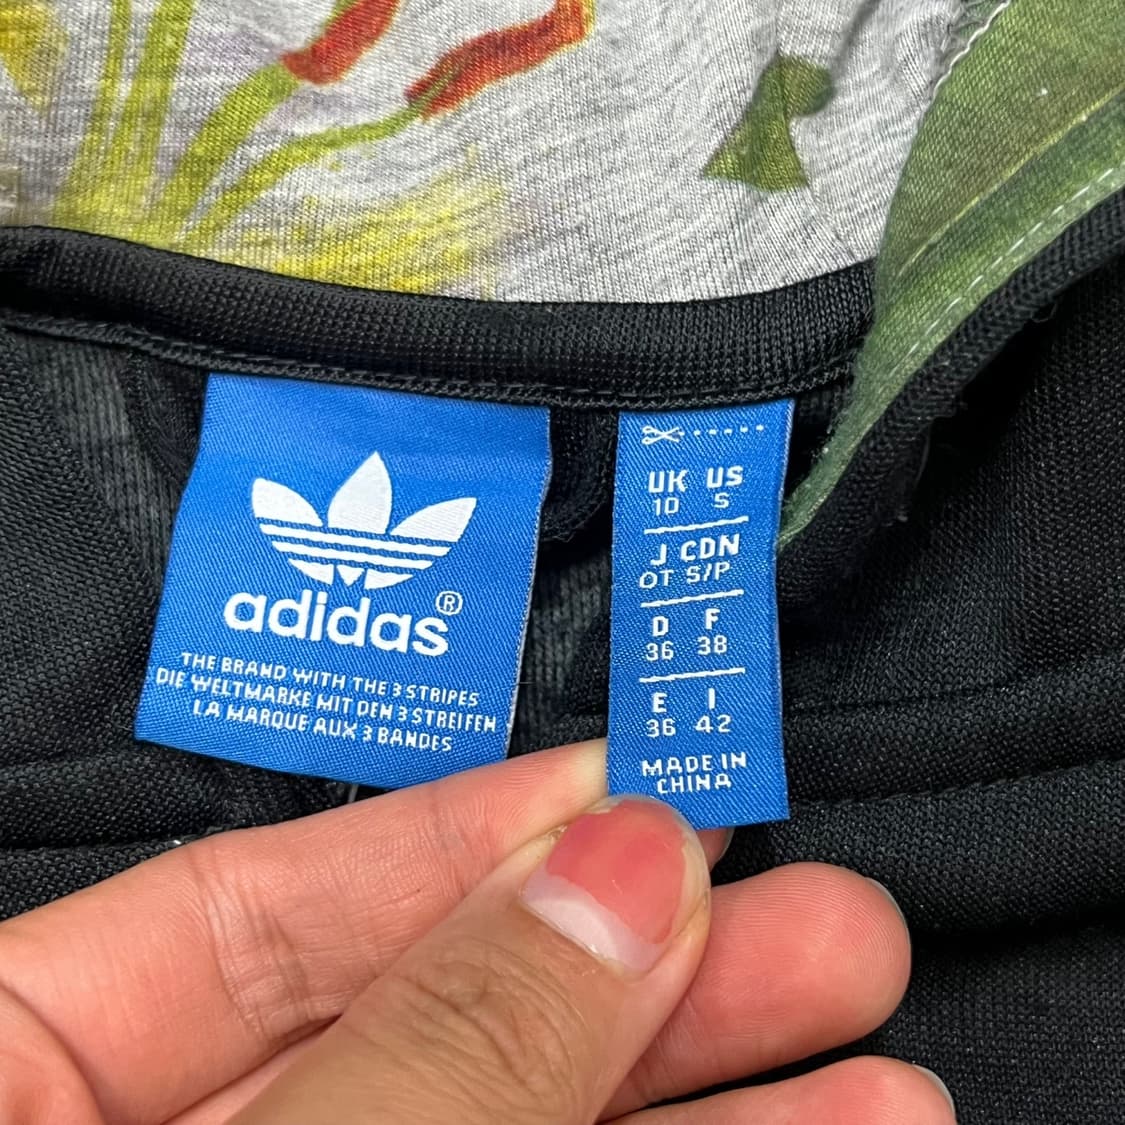 adidas®
THE BRAND WITH THE 3 STRIPES
DIE WELTMARKE MIT DEN 3 STREIFEN
LA MARQUE AUX 3 BANDES
UK US
10 S
J CDN
OT S/P
D F
36 38
E I
36 42
MADE IN
CHINA